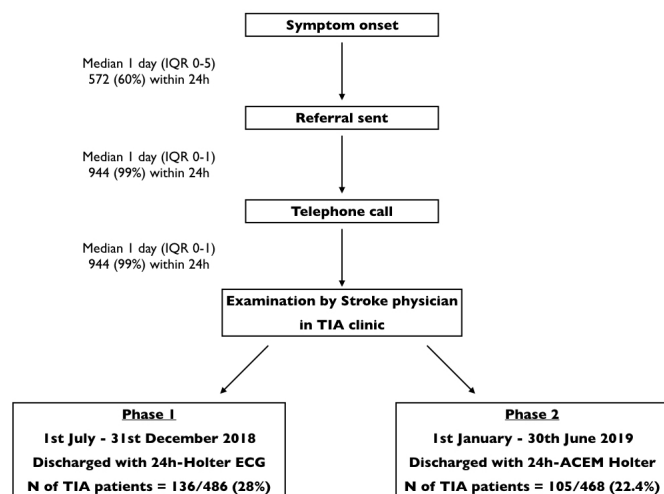 Symptom onset
Median 1 day (IQR 0-5)
572 (60%) within 24h
Referral sent
Median 1 day (IQR 0-1)
944 (99%) within 24h
Telephone call
Median 1 day (IQR 0-1)
944 (99%) within 24h
Examination by Stroke physician
in TIA clinic
Phase 1
1st July - 31st December 2018
Discharged with 24h-Holter ECG
N of TIA patients = 136/486 (28%)
Phase 2
1st January - 30th June 2019
Discharged with 24h-ACEM Holter
N of TIA patients = 105/468 (22.4%)